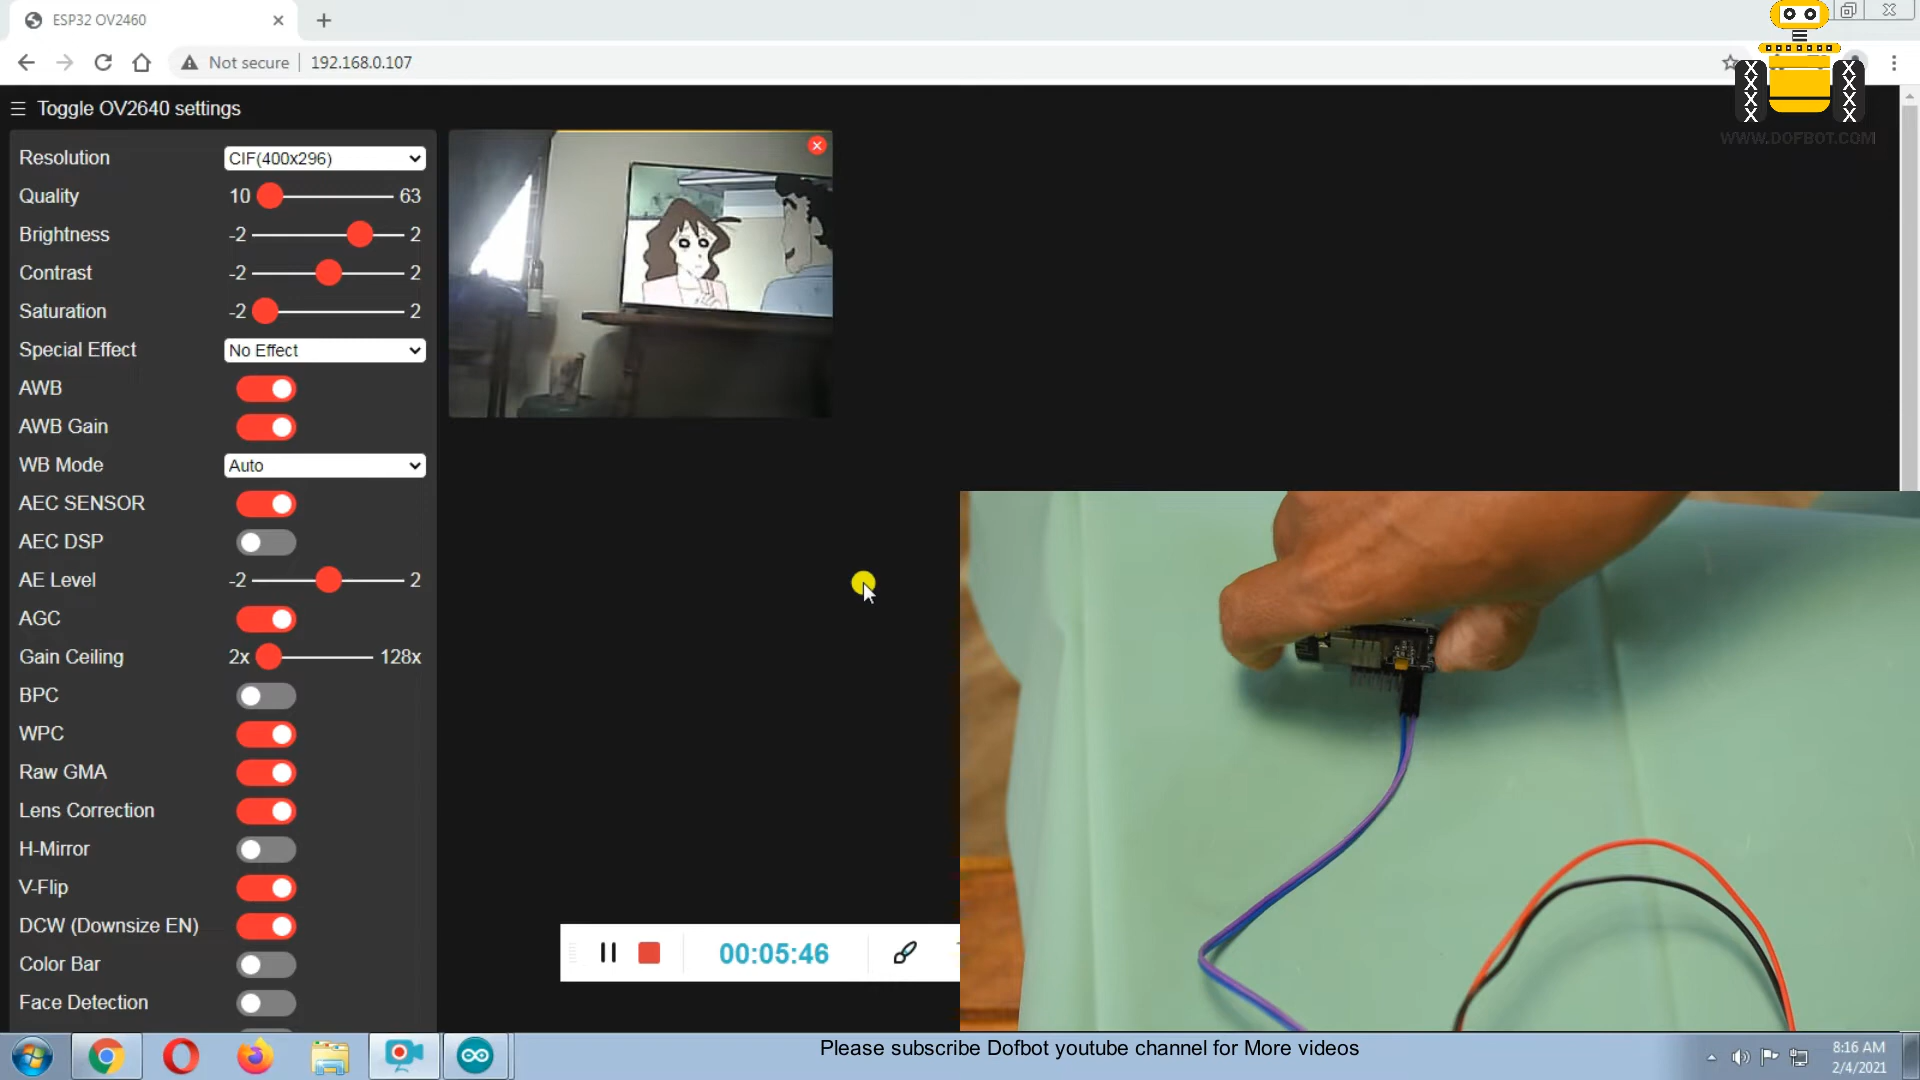 ESP32 OV2460
Not secure
192.168.0.107
WWW.DOFBOT.COM
Toggle OV2640 settings
Resolution
CIF(400x296)
Quality
10
63
Brightness
-2
2
Contrast
-2
2
Saturation
-2
2
Special Effect
No Effect
AWB
AWB Gain
WB Mode
Auto
AEC SENSOR
AEC DSP
AE Level
-2
2
AGC
Gain Ceiling
2x
128x
BPC
WPC
Raw GMA
Lens Correction
H-Mirror
V-Flip
DCW (Downsize EN)
Color Bar
Face Detection
00:05:46
Please subscribe Dofbot youtube channel for More videos
8:16 AM
2/4/2021